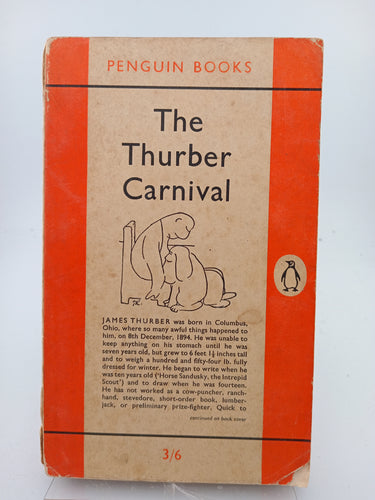 PENGUIN BOOKS
The
Thurber
Carnival
JAMES THURBER was born in Columbus,
Ohio, where so many awful things happened to
him, on 8th December, 1894. He was unable to
keep anything on his stomach until he was
seven years old, but grew to 6 feet 1½ inches tall
and to weigh a hundred and fifty-four lb. fully
dressed for winter. He began to write when he
was ten years old ('Horse Sandusky, the Intrepid
Scout') and to draw when he was fourteen.
He has not worked as a cow-puncher, ranch-
hand, stevedore, short-order book, lumber-
jack, or preliminary prize-fighter, Quick to
continued on back cover
3/6